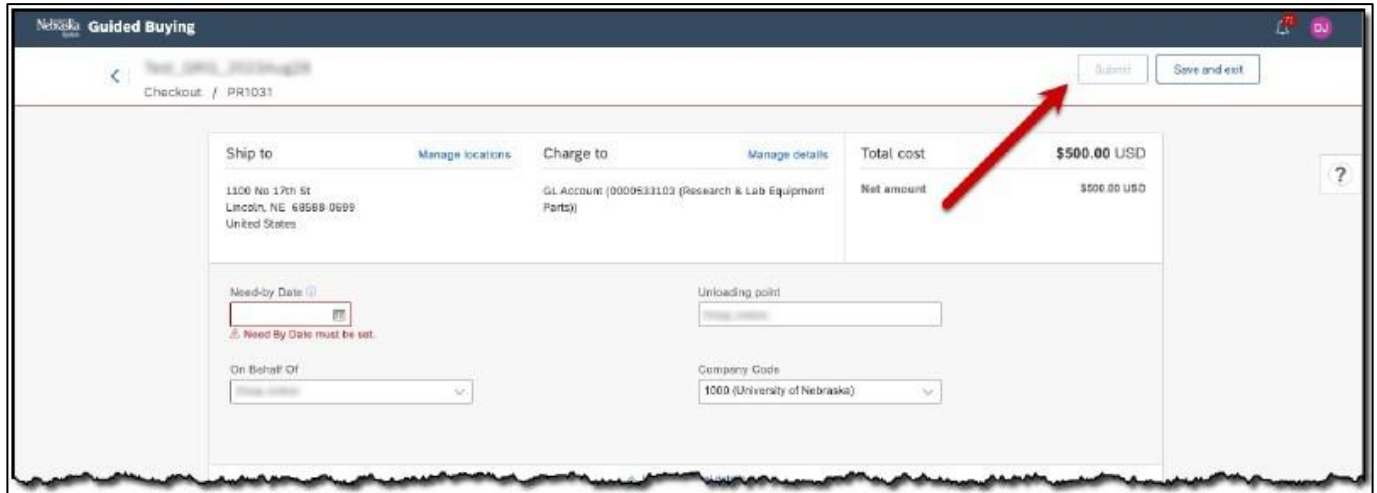 Nebraska Guided Buying
DJ
Checkout / PR1031
Submit
Save and exit
Ship to
Manage locations
Charge to
Manage details
Total cost
$500.00 USD
1100 No 17th St
Lincoln, NE 68588-0699
United States
GL Account (0000533103 (Research & Lab Equipment
Parts))
Net amount
$500.00 USD
?
Need-by Date
Unloading point
Need By Date must be set.
On Behalf Of
Company Code
1000 (University of Nebraska)